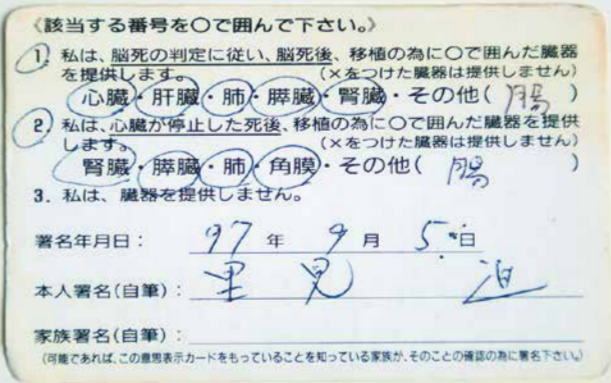 《該当する番号を〇で囲んで下さい。》
1. 私は、脳死の判定に従い、脳死後、移植の為に〇で囲んだ臓器
を提供します。 (×をつけた臓器は提供しません)
心臓・肝臓・肺・膵臓・腎臓・その他( 腸 )
2. 私は、心臓が停止した死後、移植の為に〇で囲んだ臓器を提供
します。 (×をつけた臓器は提供しません)
腎臓・膵臓・肺・角膜・その他( 腸 )
3. 私は、臓器を提供しません。
署名年月日: 97 年 9 月 5 日
本人署名(自筆): 里見
家族署名(自筆):
(可能であれば、この意思表示カードをもっていることを知っている家族が、そのことの確認の為に署名下さい。)